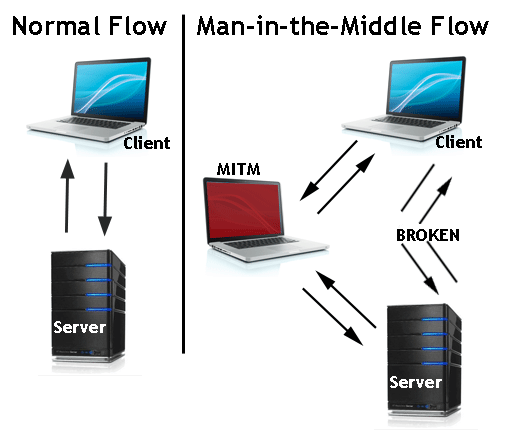 Normal Flow
Man-in-the-Middle Flow
Client
Server
Client
MITM
BROKEN
Server